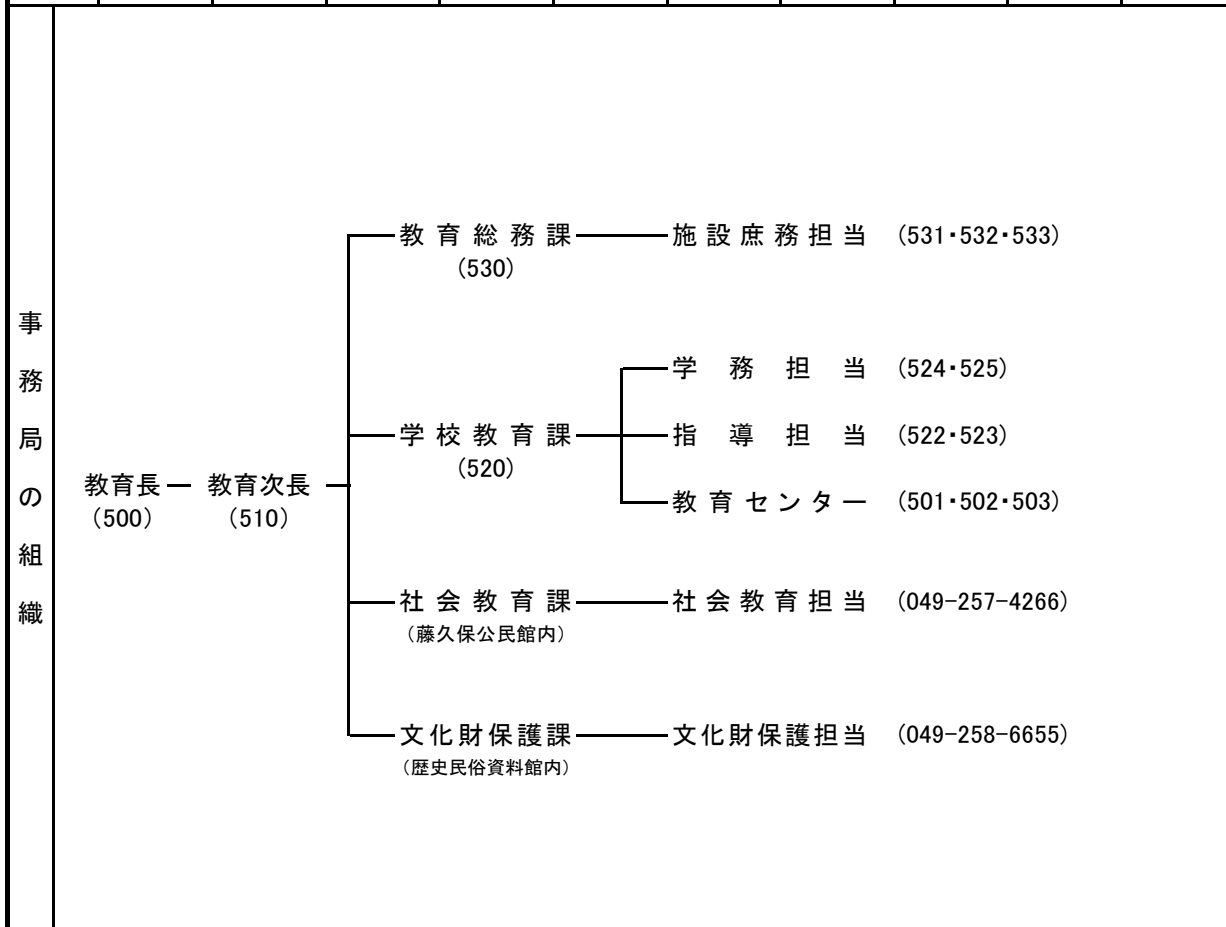 事務局の組織
教育長
(500)
教育次長
(510)
教育総務課
(530)
施設庶務担当 (531・532・533)
学校教育課
(520)
学務担当 (524・525)
指導担当 (522・523)
教育センター (501・502・503)
社会教育課
(藤久保公民館内)
社会教育担当 (049-257-4266)
文化財保護課
(歴史民俗資料館内)
文化財保護担当 (049-258-6655)